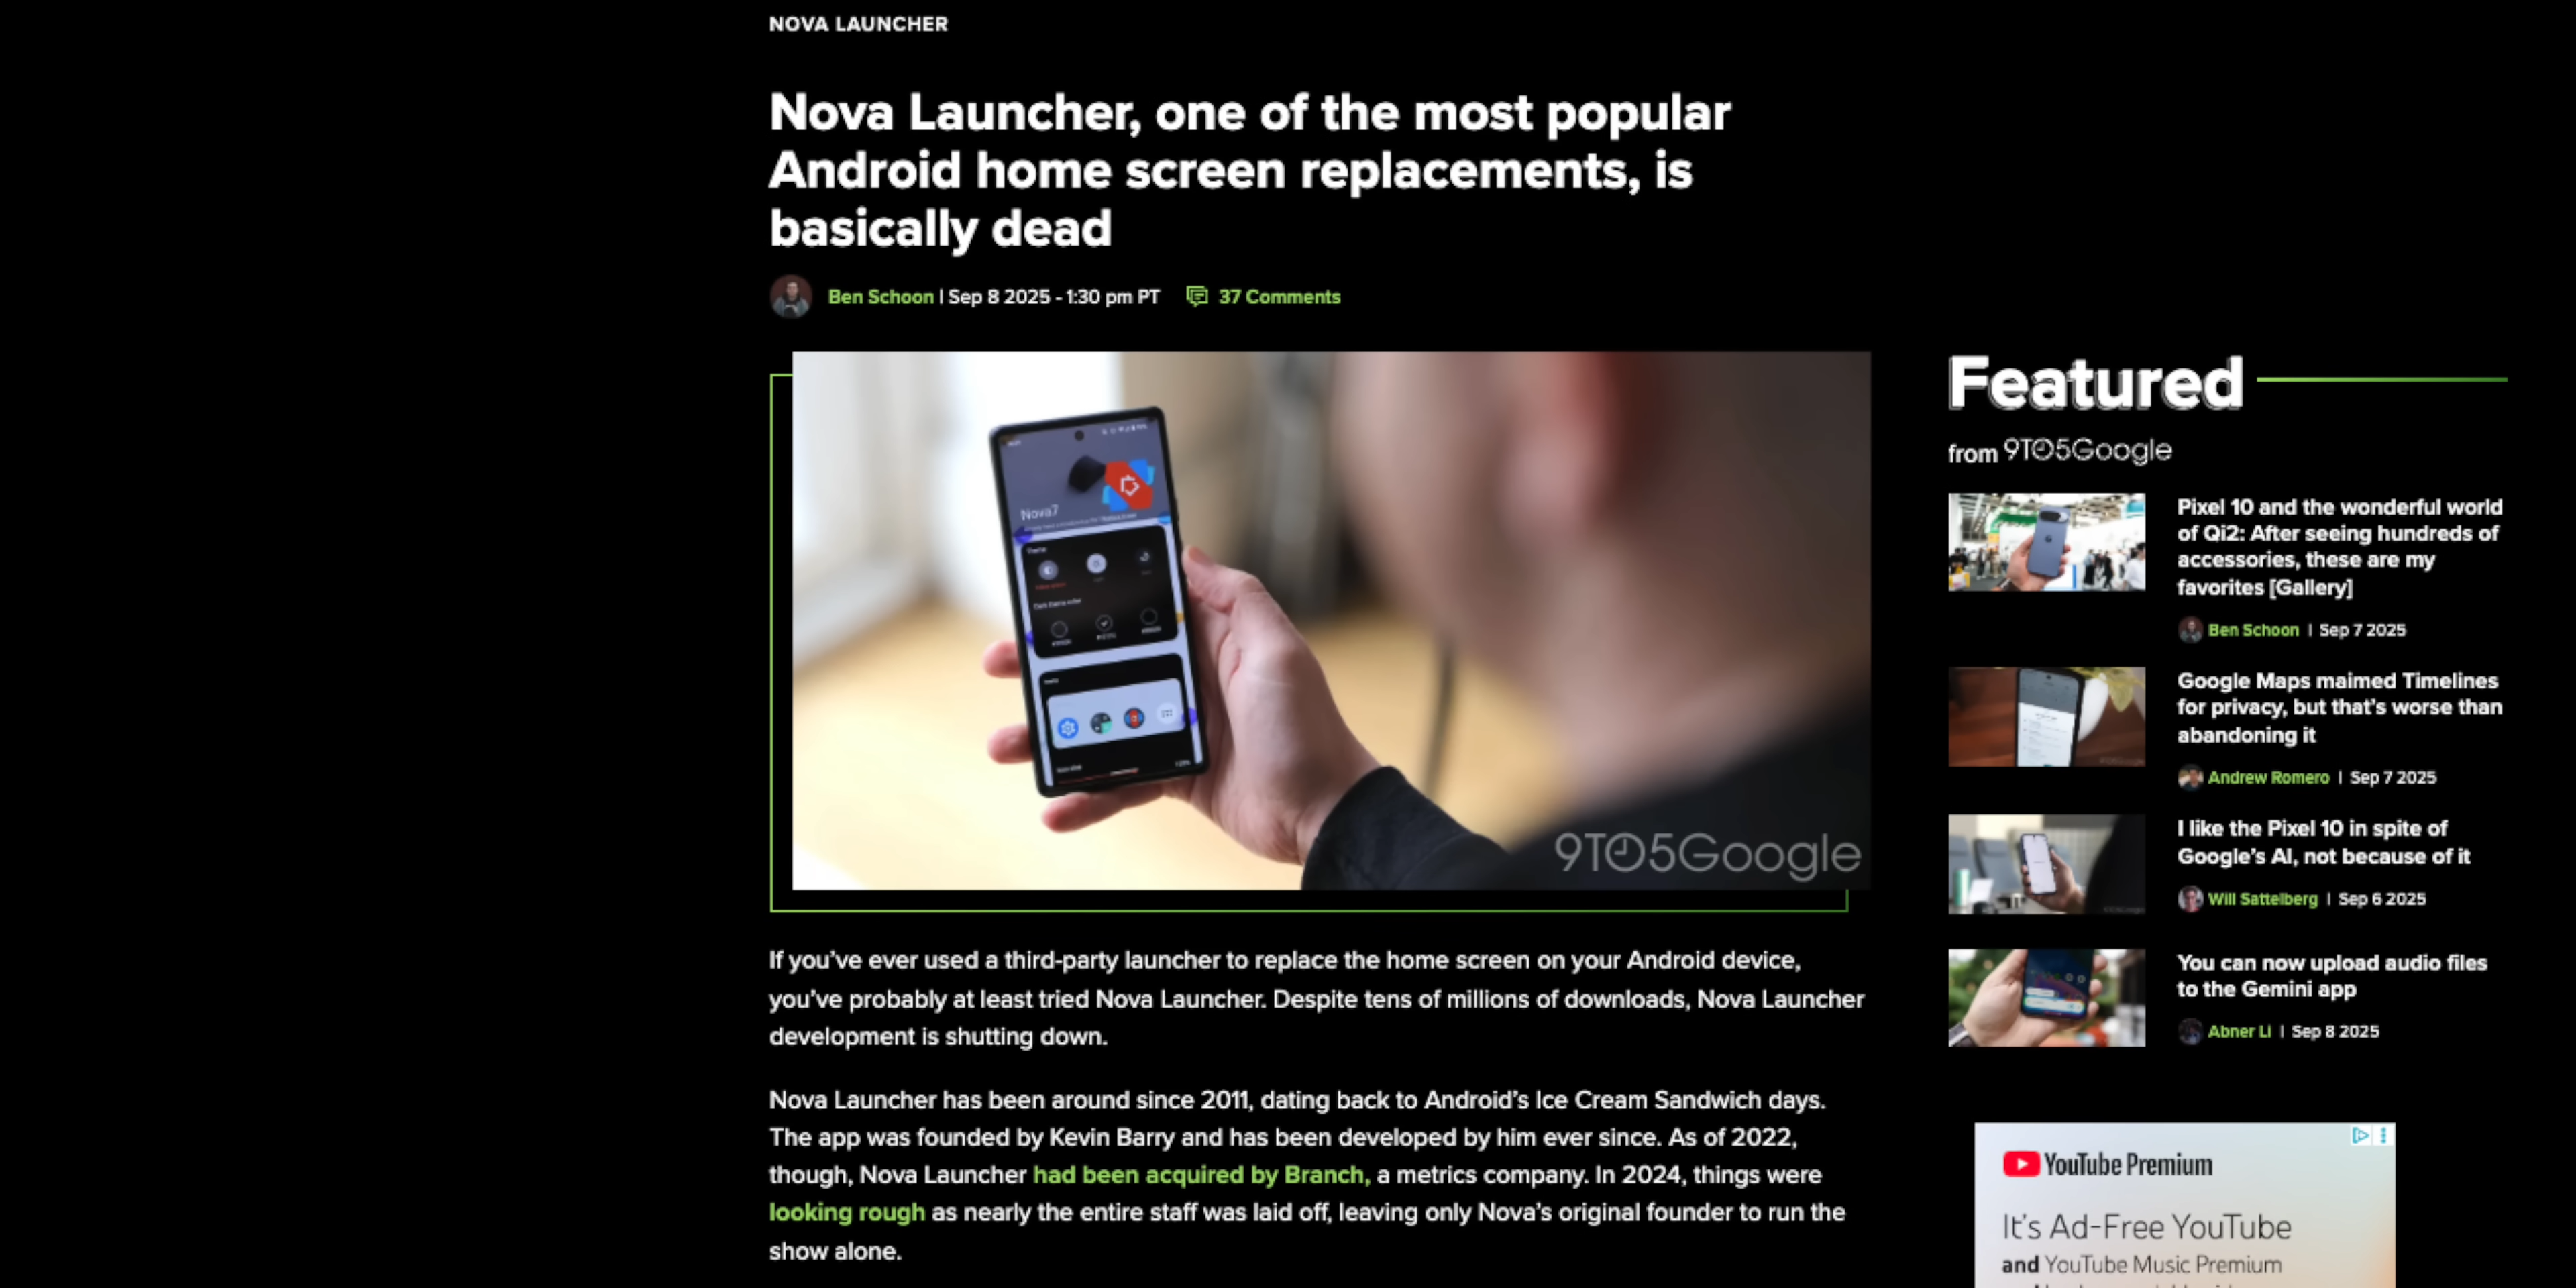 NOVA LAUNCHER
Nova Launcher, one of the most popular
Android home screen replacements, is
basically dead
Ben Schoon | Sep 8 2025 - 1:30 pm PT 37 Comments
Nova7
9TO5Google
If you've ever used a third-party launcher to replace the home screen on your Android device,
you've probably at least tried Nova Launcher. Despite tens of millions of downloads, Nova Launcher
development is shutting down.
Nova Launcher has been around since 2011, dating back to Android's Ice Cream Sandwich days.
The app was founded by Kevin Barry and has been developed by him ever since. As of 2022,
though, Nova Launcher had been acquired by Branch, a metrics company. In 2024, things were
looking rough as nearly the entire staff was laid off, leaving only Nova's original founder to run the
show alone.
Featured
from 9TO5Google
Pixel 10 and the wonderful world
of Qi2: After seeing hundreds of
accessories, these are my
favorites [Gallery]
Ben Schoon | Sep 7 2025
Google Maps maimed Timelines
for privacy, but that's worse than
abandoning it
Andrew Romero | Sep 7 2025
I like the Pixel 10 in spite of
Google's AI, not because of it
Will Sattelberg | Sep 6 2025
You can now upload audio files
to the Gemini app
Abner Li | Sep 8 2025
YouTube Premium
It's Ad-Free YouTube
and YouTube Music Premium